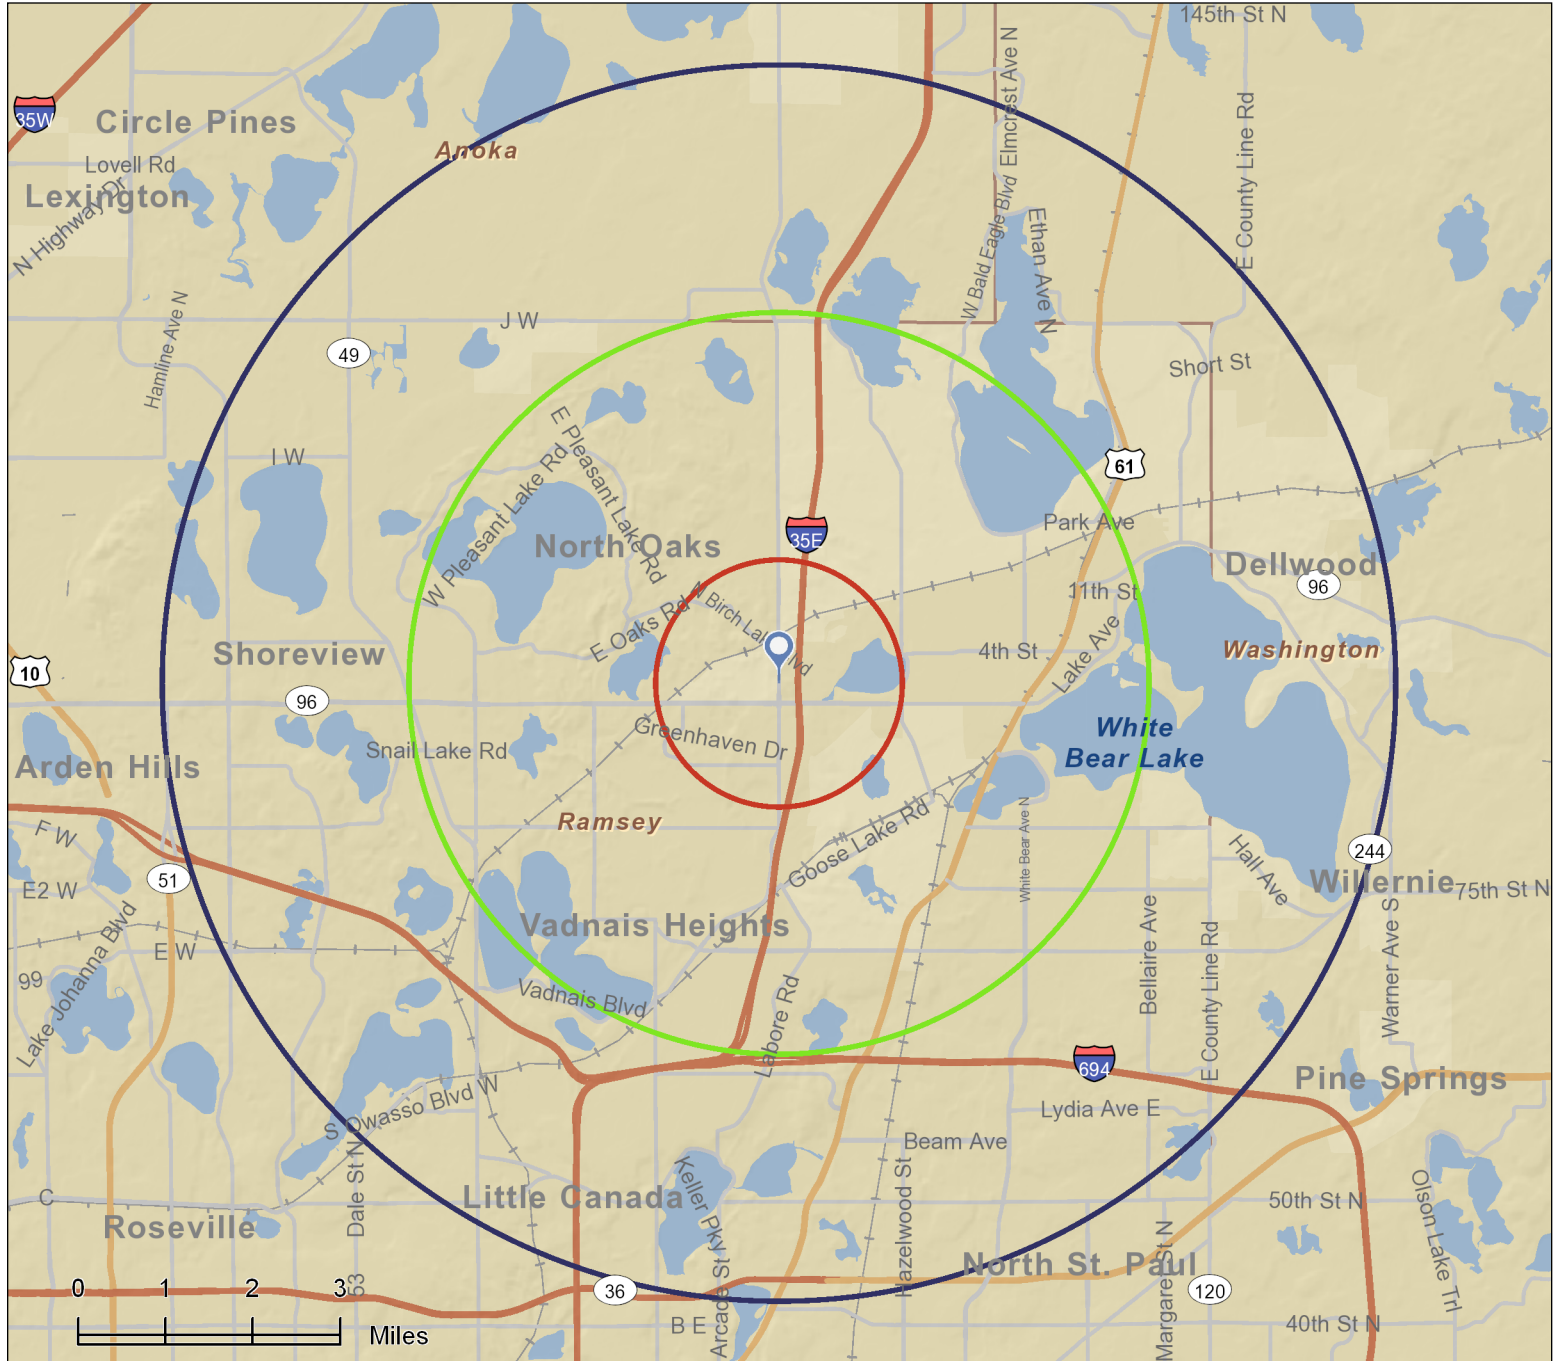 145th St N
35W
Circle Pines
Anoka
Lovell Rd
Lexington
N Highway Dr
W Bald Eagle Blvd
Elmcrest Ave N
Ethan Ave N
E County Line Rd
Hamline Ave N
J W
49
Short St
I W
61
E Pleasant Lake Rd
W Pleasant Lake Rd
Park Ave
35E
North Oaks
Dellwood
96
11th St
N Birch Lake Blvd
E Oaks Rd
Shoreview
4th St
Lake Ave
Washington
10
96
Greenhaven Dr
White
Bear Lake
Snail Lake Rd
Arden Hills
Ramsey
F W
Goose Lake Rd
White Bear Ave N
Hall Ave
244
51
E2 W
Willernie
75th St N
Vadnais Heights
Lake Johanna Blvd
E W
99
Vadnais Blvd
Labore Rd
Bellaire Ave
E County Line Rd
Warner Ave S
694
Pine Springs
S Owasso Blvd W
Lydia Ave E
Beam Ave
Dale St N
C
Little Canada
Keller Pky
Hazelwood St
50th St N
Olson Lake Trl
Roseville
North St. Paul
Margaret St N
53
36
Arcade St
120
B E
40th St N
0 1 2 3
Miles